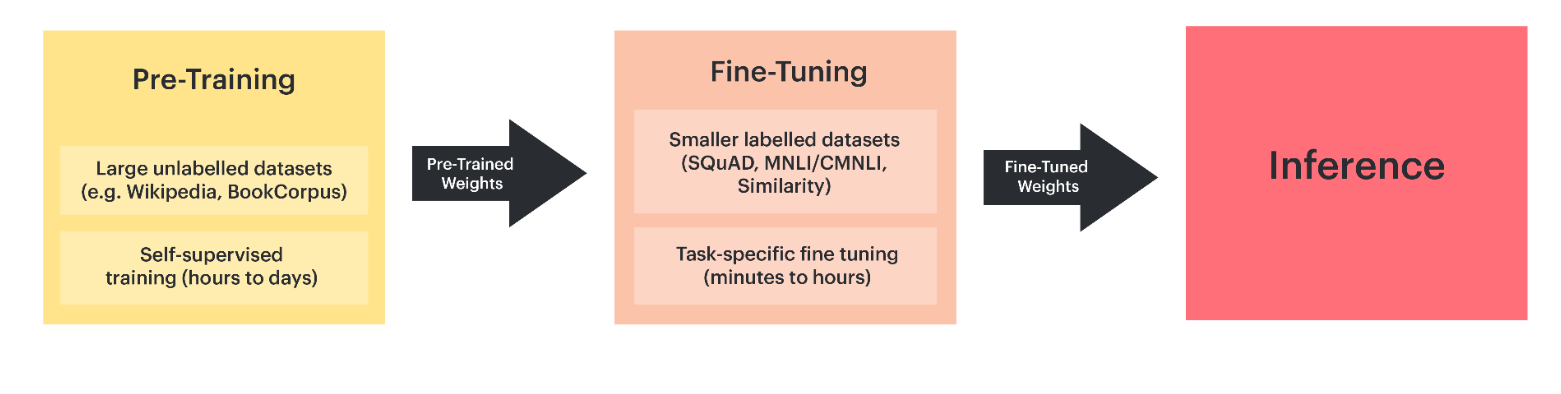 Pre-Training
Large unlabelled datasets
(e.g. Wikipedia, BookCorpus)
Self-supervised
training (hours to days)
Pre-Trained
Weights
Fine-Tuning
Smaller labelled datasets
(SQuAD, MNLI/CMNLI,
Similarity)
Task-specific fine tuning
(minutes to hours)
Fine-Tuned
Weights
Inference